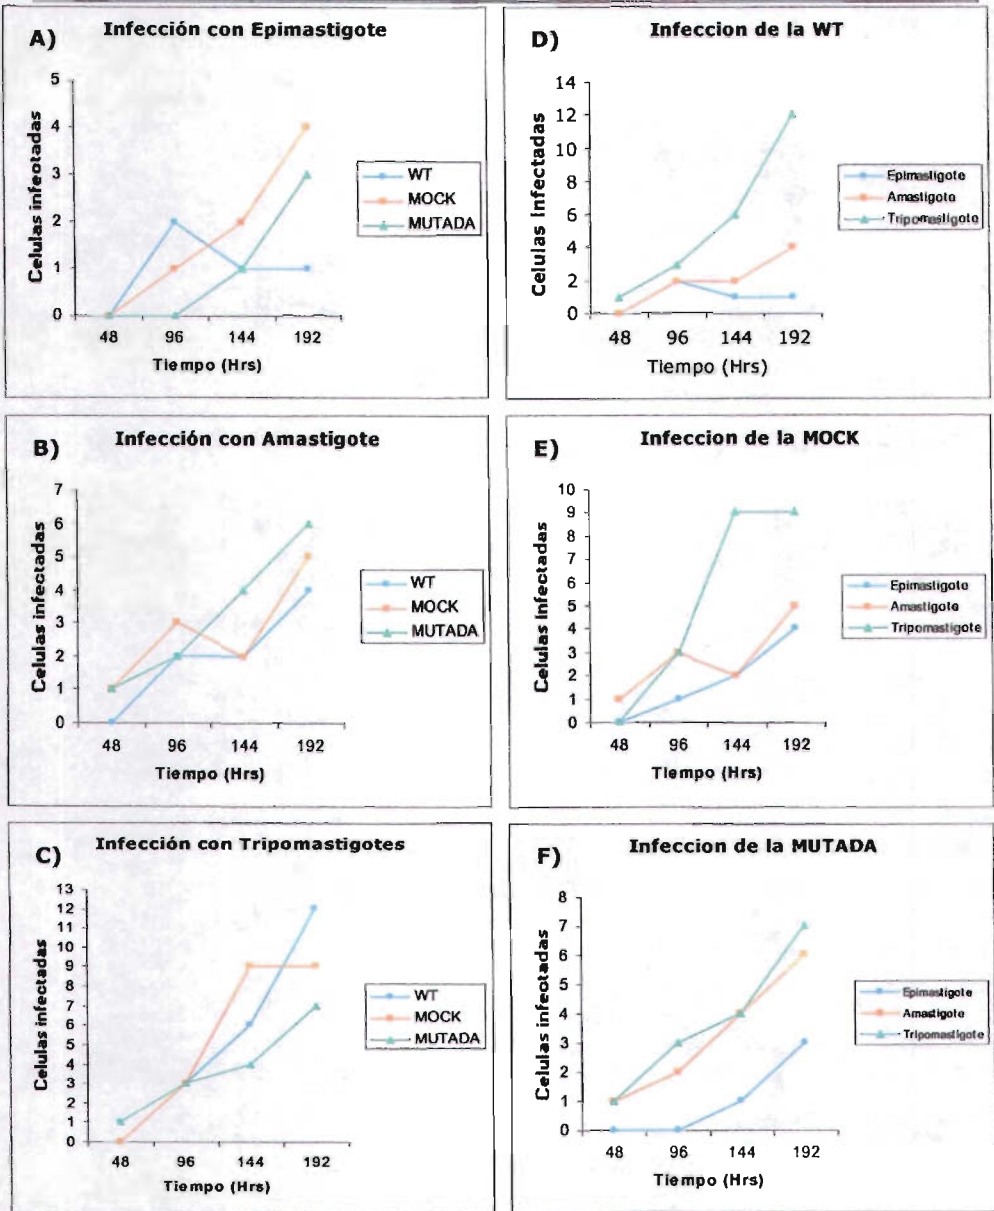 A)
Infección con Epimastigote
Celulas infectadas
5
4
3
2
1
0
48 96 144 192
Tiempo (Hrs)
WT
MOCK
MUTADA
D)
Infeccion de la WT
Celulas infectadas
14
12
10
8
6
4
2
0
48 96 144 192
Tiempo (Hrs)
Epimastigote
Amastigote
Tripomastigote
B)
Infección con Amastigote
Celulas infectadas
7
6
5
4
3
2
1
0
48 96 144 192
Tiempo (Hrs)
WT
MOCK
MUTADA
E)
Infeccion de la MOCK
Celulas infectadas
10
9
8
7
6
5
4
3
2
1
0
48 96 144 192
Tiempo (Hrs)
Epimastigote
Amastigote
Tripomastigote
C)
Infección con Tripomastigotes
Celulas infectadas
13
12
11
10
9
8
7
6
5
4
3
2
1
0
48 96 144 192
Tiempo (Hrs)
WT
MOCK
MUTADA
F)
Infeccion de la MUTADA
Celulas infectadas
8
7
6
5
4
3
2
1
0
48 96 144 192
Tiempo (Hrs)
Epimastigote
Amastigote
Tripomastigote